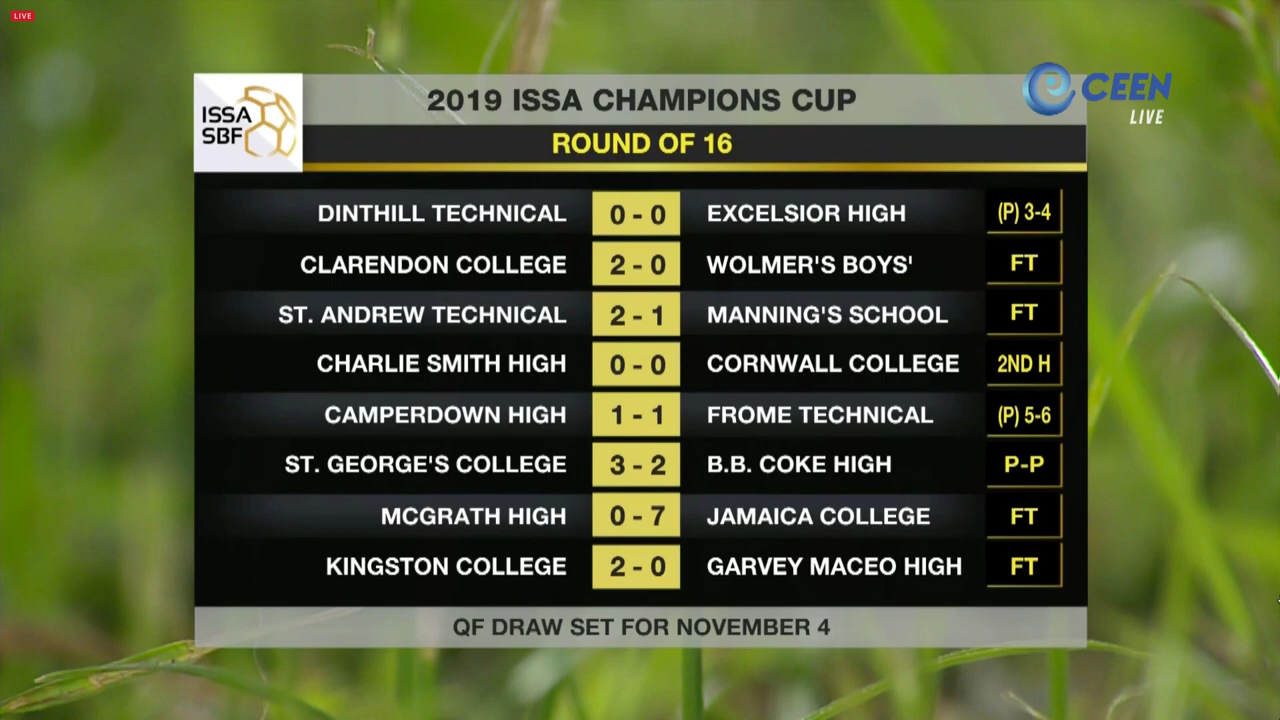 LIVE
ISSA
SBF
2019 ISSA CHAMPIONS CUP
e CEEN
LIVE
ROUND OF 16
DINTHILL TECHNICAL 0 - 0 EXCELSIOR HIGH (P) 3-4
CLARENDON COLLEGE 2 - 0 WOLMER'S BOYS' FT
ST. ANDREW TECHNICAL 2 - 1 MANNING'S SCHOOL FT
CHARLIE SMITH HIGH 0 - 0 CORNWALL COLLEGE 2ND H
CAMPERDOWN HIGH 1 - 1 FROME TECHNICAL (P) 5-6
ST. GEORGE'S COLLEGE 3 - 2 B.B. COKE HIGH P-P
MCGRATH HIGH 0 - 7 JAMAICA COLLEGE FT
KINGSTON COLLEGE 2 - 0 GARVEY MACEO HIGH FT
QF DRAW SET FOR NOVEMBER 4